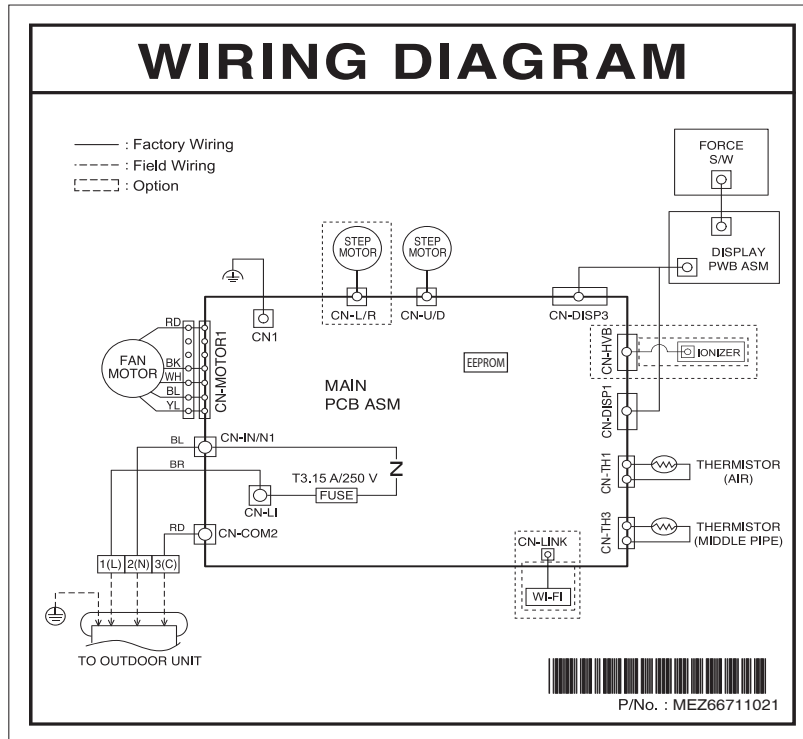 WIRING DIAGRAM
: Factory Wiring
: Field Wiring
: Option
FORCE
S/W
DISPLAY
PWB ASM
STEP
MOTOR
STEP
MOTOR
CN-L/R
CN-U/D
CN-DISP3
CN1
RD
BK
WH
BL
YL
FAN
MOTOR
CN-MOTOR1
MAIN
PCB ASM
EEPROM
CN-HVB
IONIZER
CN-DISP1
CN-TH1
THERMISTOR
(AIR)
CN-TH3
THERMISTOR
(MIDDLE PIPE)
BL
CN-IN/N1
BR
CN-LI
T3.15 A/250 V
FUSE
Z
RD
CN-COM2
CN-LINK
WI-FI
1(L) 2(N) 3(C)
TO OUTDOOR UNIT
P/No. : MEZ66711021